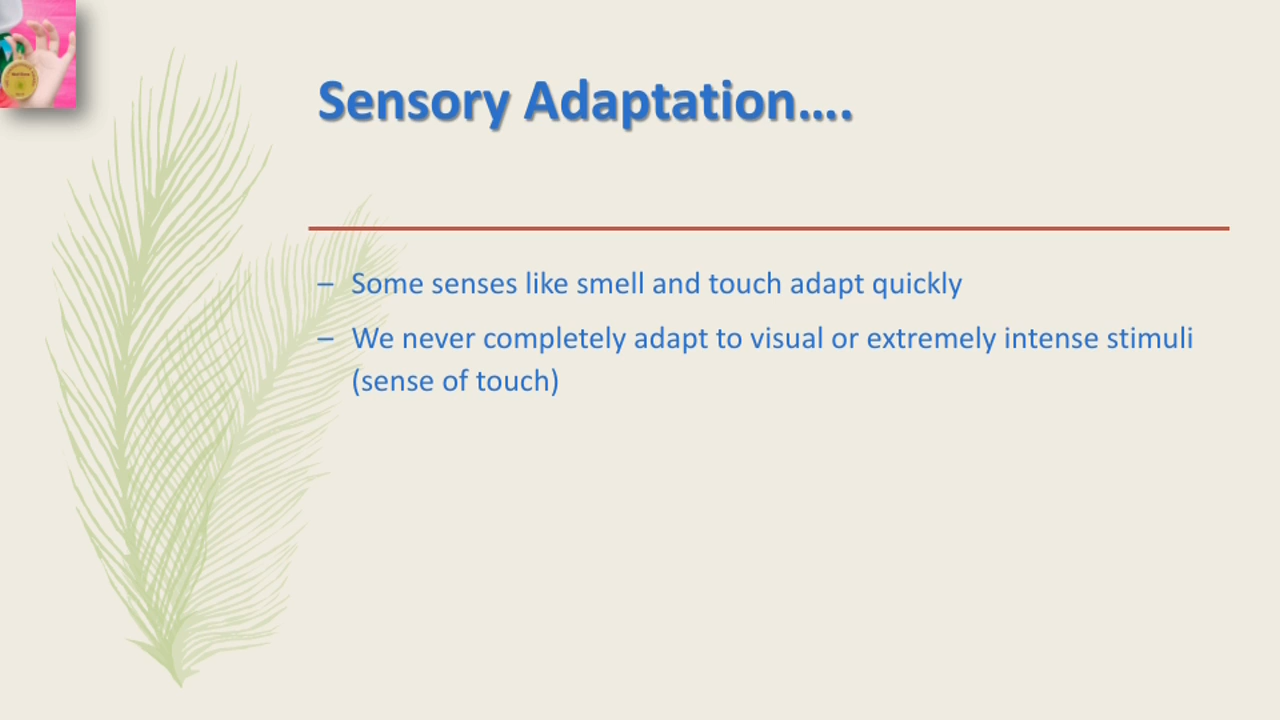 Sensory Adaptation....
– Some senses like smell and touch adapt quickly
– We never completely adapt to visual or extremely intense stimuli
(sense of touch)